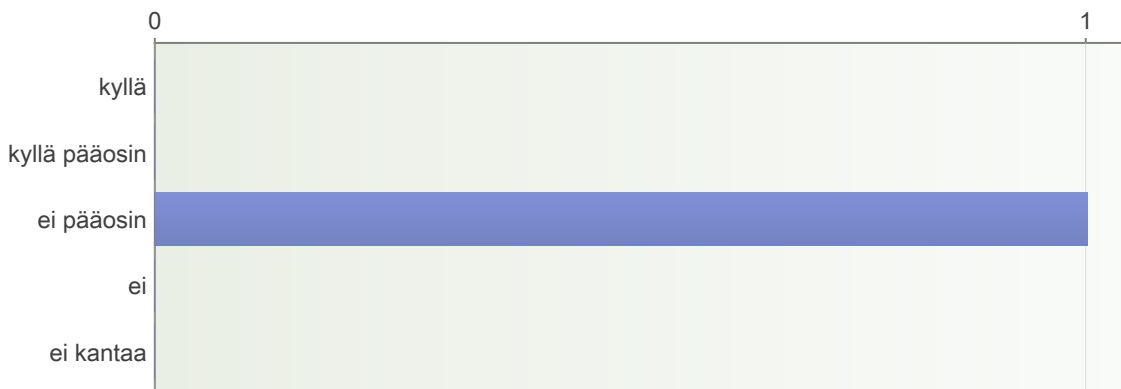 0 1
kyllä
kyllä pääosin
ei pääosin
ei
ei kantaa